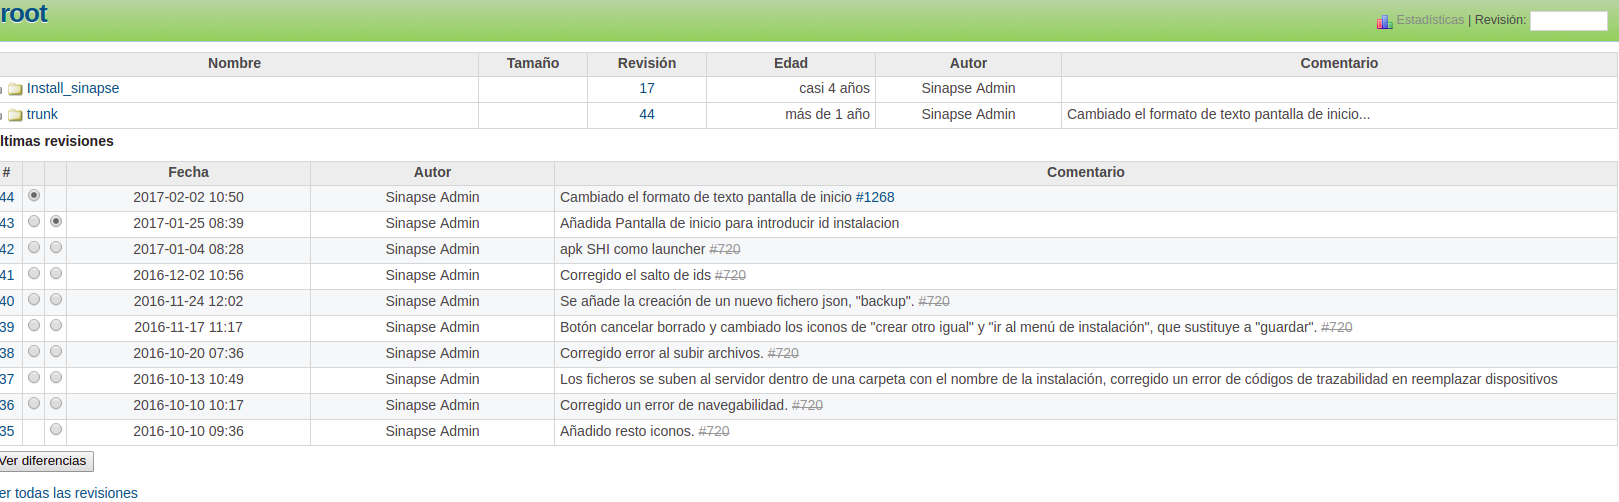 root
Estadísticas | Revisión:
Nombre Tamaño Revisión Edad Autor Comentario
Install_sinapse 17 casi 4 años Sinapse Admin
trunk 44 más de 1 año Sinapse Admin Cambiado el formato de texto pantalla de inicio...
ltimas revisiones
# Fecha Autor Comentario
44 2017-02-02 10:50 Sinapse Admin Cambiado el formato de texto pantalla de inicio #1268
43 2017-01-25 08:39 Sinapse Admin Añadida Pantalla de inicio para introducir id instalacion
42 2017-01-04 08:28 Sinapse Admin apk SHI como launcher #720
41 2016-12-02 10:56 Sinapse Admin Corregido el salto de ids #720
40 2016-11-24 12:02 Sinapse Admin Se añade la creación de un nuevo fichero json, "backup". #720
39 2016-11-17 11:17 Sinapse Admin Botón cancelar borrado y cambiado los iconos de "crear otro igual" y "ir al menú de instalación", que sustituye a "guardar". #720
38 2016-10-20 07:36 Sinapse Admin Corregido error al subir archivos. #720
37 2016-10-13 10:49 Sinapse Admin Los ficheros se suben al servidor dentro de una carpeta con el nombre de la instalación, corregido un error de códigos de trazabilidad en reemplazar dispositivos
36 2016-10-10 10:17 Sinapse Admin Corregido un error de navegabilidad. #720
35 2016-10-10 09:36 Sinapse Admin Añadido resto iconos. #720
Ver diferencias
er todas las revisiones